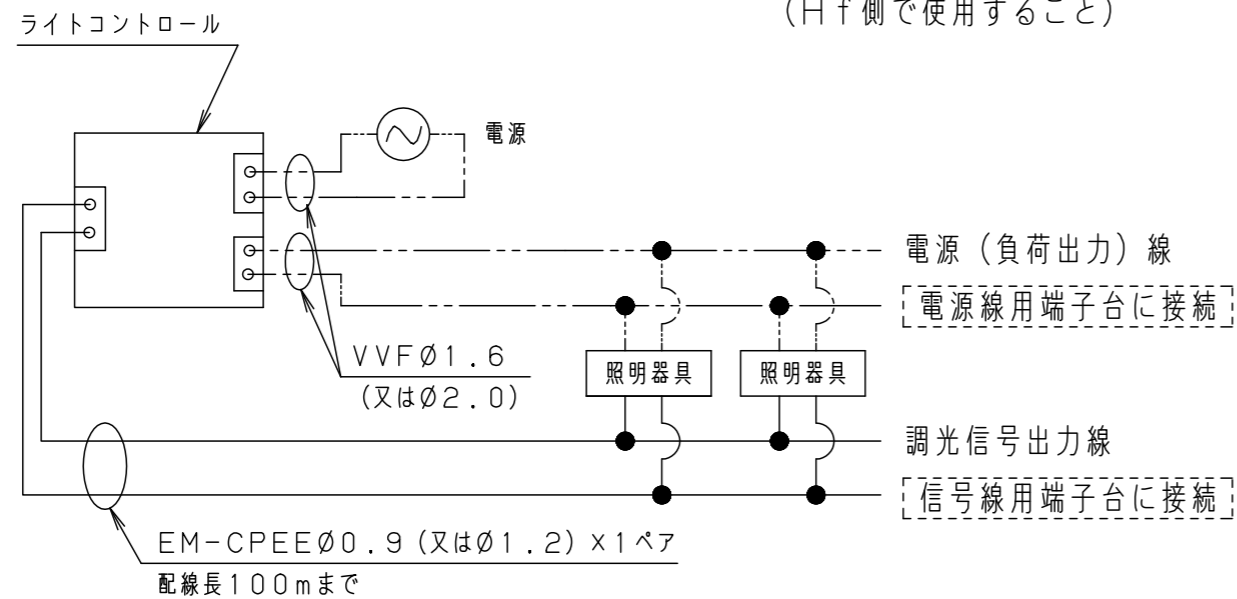 (Hf側で使用すること)
ライトコントロール
電源
電源(負荷出力)線
電源線用端子台に接続
VVFØ1.6
(又はØ2.0)
照明器具
照明器具
調光信号出力線
信号線用端子台に接続
EM-CPEEØ0.9(又はØ1.2)×1ペア
配線長100mまで